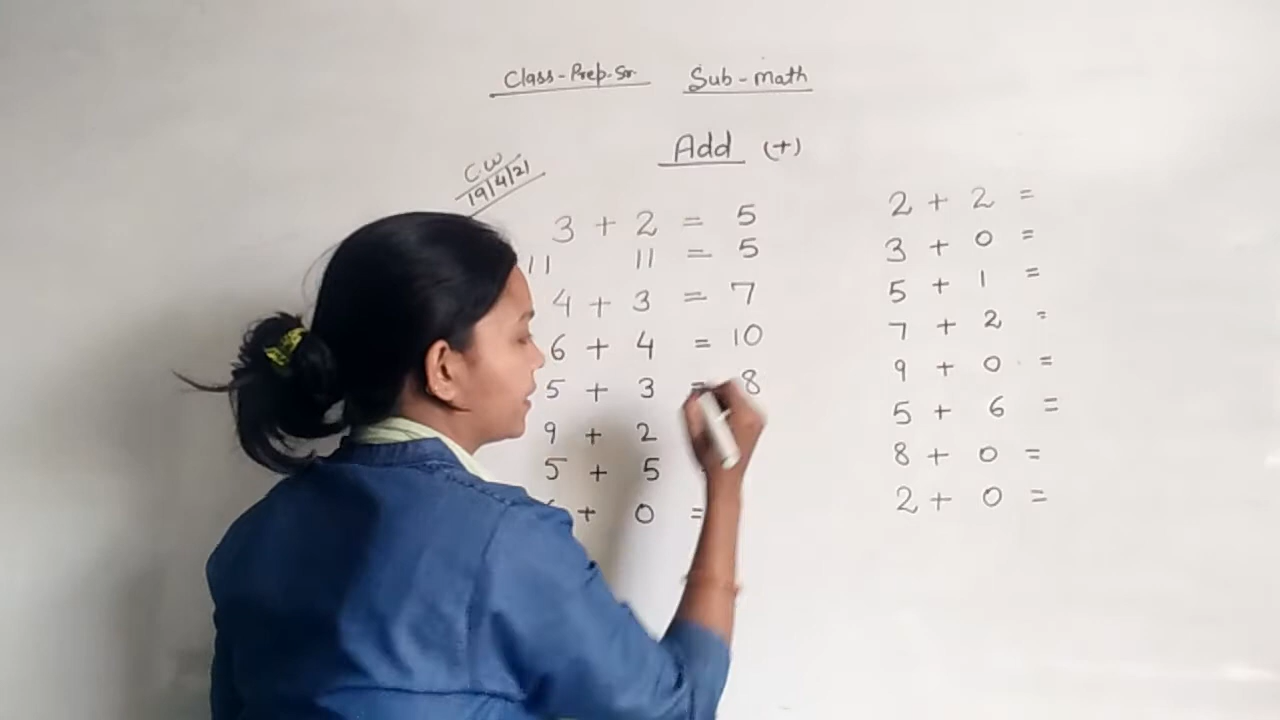 Class-Prep-Sr. Sub-math
Add (+)
C.W
19/4/21
3 + 2 = 5
11 11 = 5
4 + 3 = 7
6 + 4 = 10
5 + 3 = 8
9 + 2
5 + 5
+ 0 =
2 + 2 =
3 + 0 =
5 + 1 =
7 + 2 =
9 + 0 =
5 + 6 =
8 + 0 =
2 + 0 =